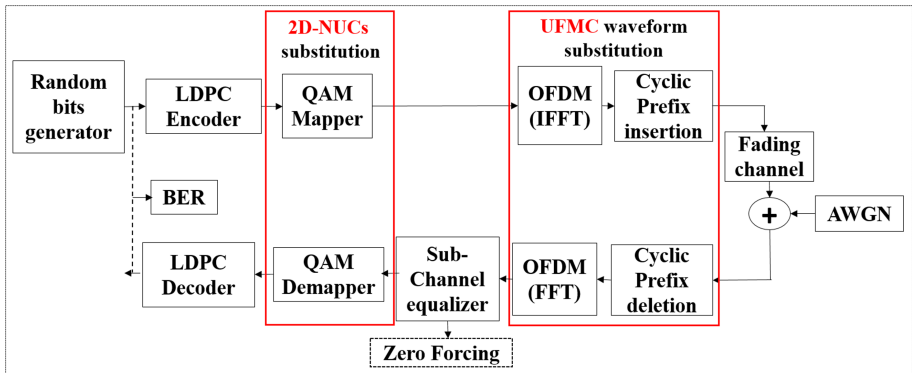 2D-NUCs
substitution
UFMC waveform
substitution
Random
bits
generator
LDPC
Encoder
QAM
Mapper
OFDM
(IFFT)
Cyclic
Prefix
insertion
Fading
channel
BER
+
AWGN
LDPC
Decoder
QAM
Demapper
Sub-
Channel
equalizer
OFDM
(FFT)
Cyclic
Prefix
deletion
Zero Forcing